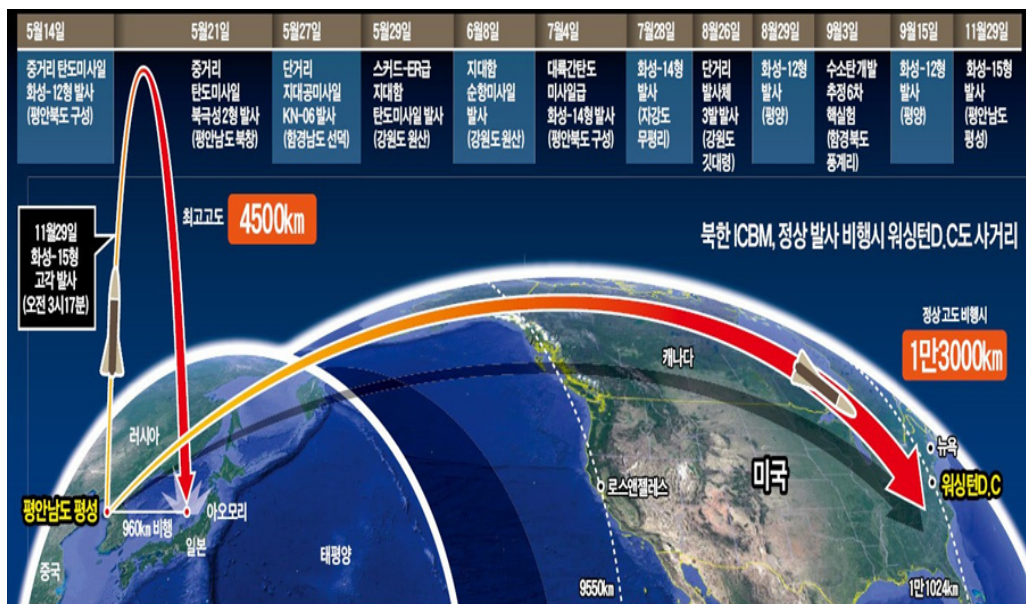 5월14일
5월21일
5월27일
5월29일
6월8일
7월4일
7월28일
8월26일
8월29일
9월3일
9월15일
11월29일
중거리 탄도미사일
화성-12형 발사
(평안북도 구성)
중거리
탄도미사일
북극성2형 발사
(평안남도 북창)
단거리
지대공미사일
KN-06 발사
(함경남도 선덕)
스커드-ER급
지대함
탄도미사일 발사
(강원도 원산)
지대함
순항미사일
발사
(강원도 원산)
대륙간탄도
미사일급
화성-14형 발사
(평안북도 구성)
화성-14형
발사
(자강도
무평리)
단거리
발사체
3발 발사
(강원도
깃대령)
화성-12형
발사
(평양)
수소탄 개발
추정 6차
핵실험
(함경북도
풍계리)
화성-12형
발사
(평양)
화성-15형
발사
(평안남도
평성)
최고고도 4500km
11월29일
화성-15형
고각 발사
(오전 3시17분)
북한 ICBM, 정상 발사 비행시 워싱턴D.C도 사거리
정상 고도 비행시
1만3000km
캐나다
러시아
뉴욕
로스앤젤레스
미국
워싱턴D.C
평안남도 평성
아오모리
960km 비행
일본
태평양
중국
9550km
1만1024km